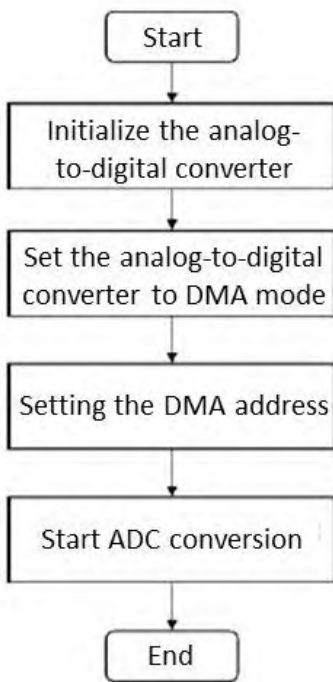 Start
Initialize the analog-
to-digital converter
Set the analog-to-digital
converter to DMA mode
Setting the DMA address
Start ADC conversion
End